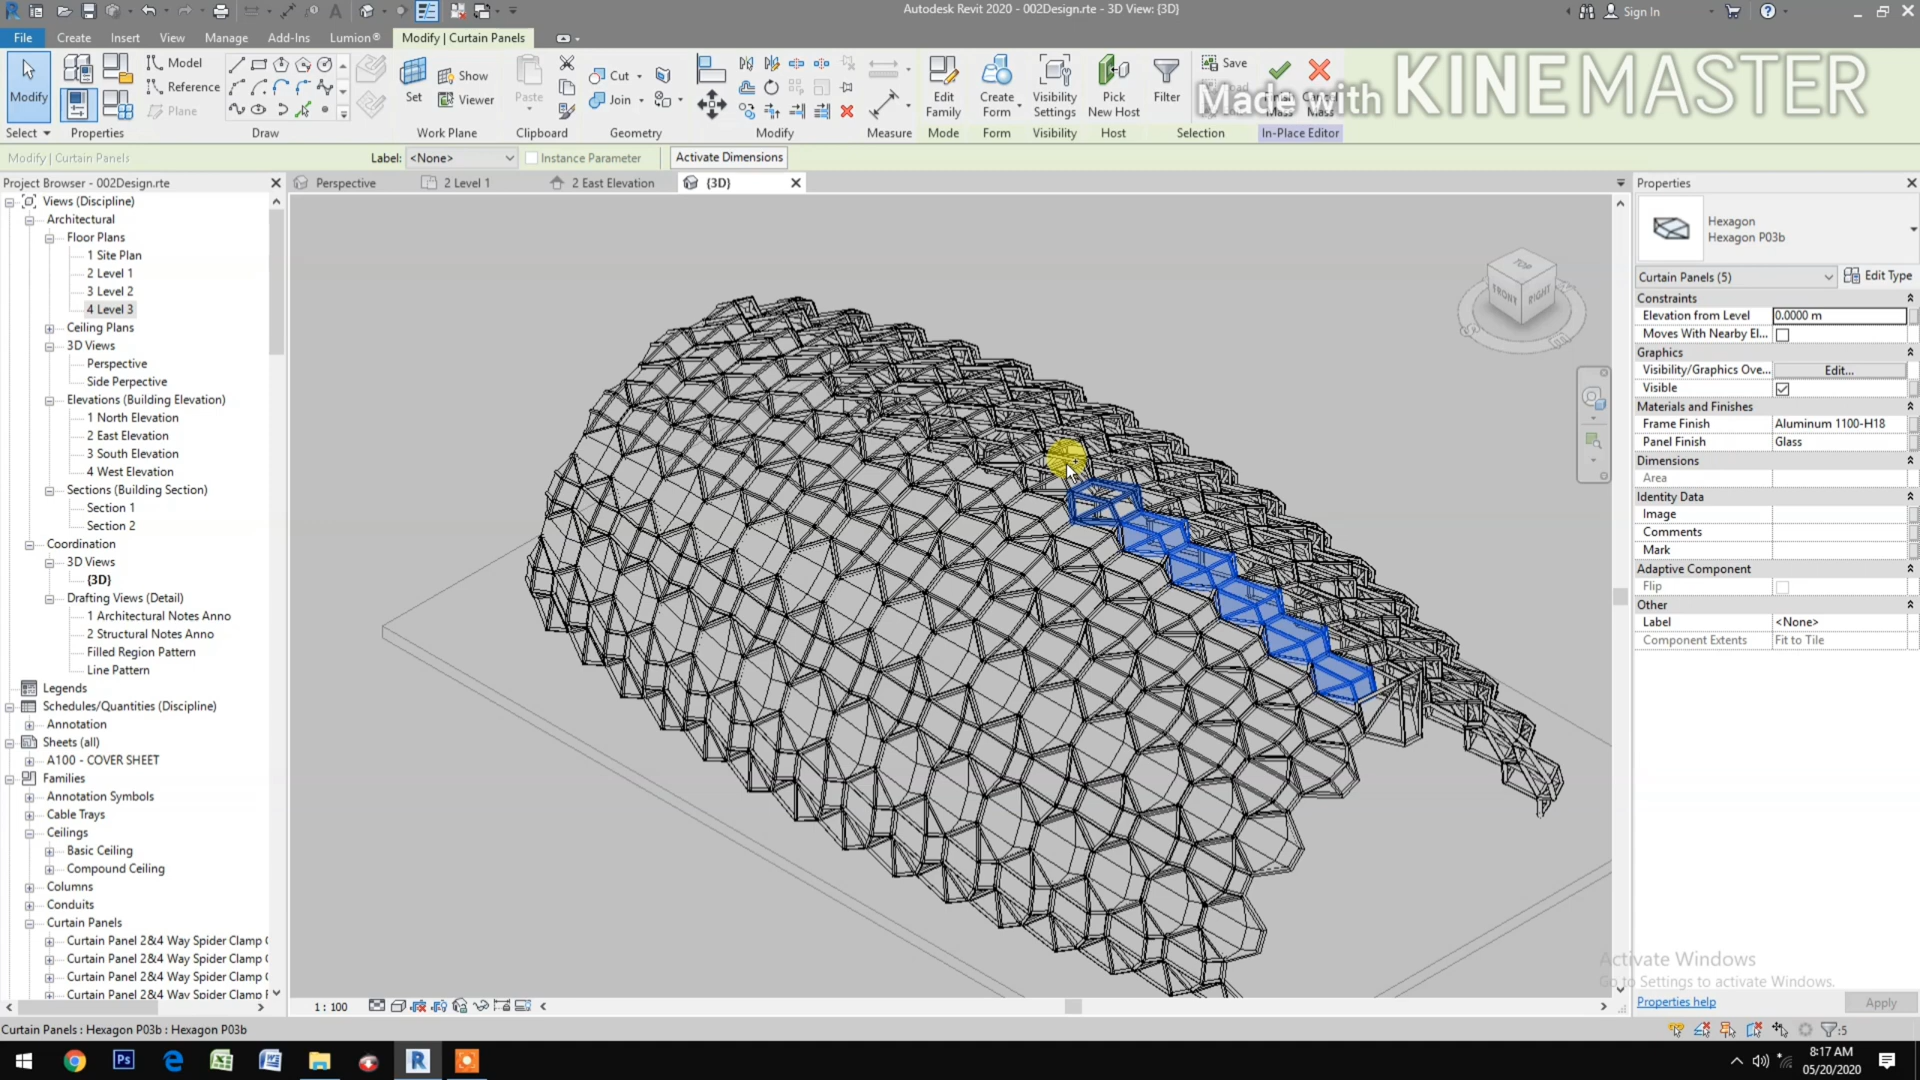 Autodesk Revit 2020 - 002Design.rte - 3D View: {3D}
Sign In
File Create Insert View Manage Add-Ins Lumion® Modify | Curtain Panels
Modify
Model
Reference
Plane
Set
Show
Viewer
Paste
Cut
Join
Edit Family
Create Form
Visibility Settings
Pick New Host
Filter
Save
Made with KINEMASTER
Select Properties Draw Work Plane Clipboard Geometry Modify Measure Mode Form Visibility Host Selection In-Place Editor
Modify | Curtain Panels
Label: <None>
Instance Parameter
Activate Dimensions
Project Browser - 002Design.rte
Perspective
2 Level 1
2 East Elevation
{3D}
Views (Discipline)
Architectural
Floor Plans
1 Site Plan
2 Level 1
3 Level 2
4 Level 3
Ceiling Plans
3D Views
Perspective
Side Perpective
Elevations (Building Elevation)
1 North Elevation
2 East Elevation
3 South Elevation
4 West Elevation
Sections (Building Section)
Section 1
Section 2
Coordination
3D Views
{3D}
Drafting Views (Detail)
1 Architectural Notes Anno
2 Structural Notes Anno
Filled Region Pattern
Line Pattern
Legends
Schedules/Quantities (Discipline)
Annotation
Sheets (all)
A100 - COVER SHEET
Families
Annotation Symbols
Cable Trays
Ceilings
Basic Ceiling
Compound Ceiling
Columns
Conduits
Curtain Panels
Curtain Panel 2&4 Way Spider Clamp
Curtain Panel 2&4 Way Spider Clamp
Curtain Panel 2&4 Way Spider Clamp
Curtain Panel 2&4 Way Spider Clamp
TOP
FRONT
RIGHT
Properties
Hexagon
Hexagon P03b
Curtain Panels (5)
Edit Type
Constraints
Elevation from Level 0.0000 m
Moves With Nearby El...
Graphics
Visibility/Graphics Ove... Edit...
Visible
Materials and Finishes
Frame Finish Aluminum 1100-H18
Panel Finish Glass
Dimensions
Area
Identity Data
Image
Comments
Mark
Adaptive Component
Flip
Other
Label <None>
Component Extents Fit to Tile
Activate Windows
Go to Settings to activate Windows.
Properties help
Apply
1 : 100
Curtain Panels : Hexagon P03b : Hexagon P03b
:5
8:17 AM
05/20/2020